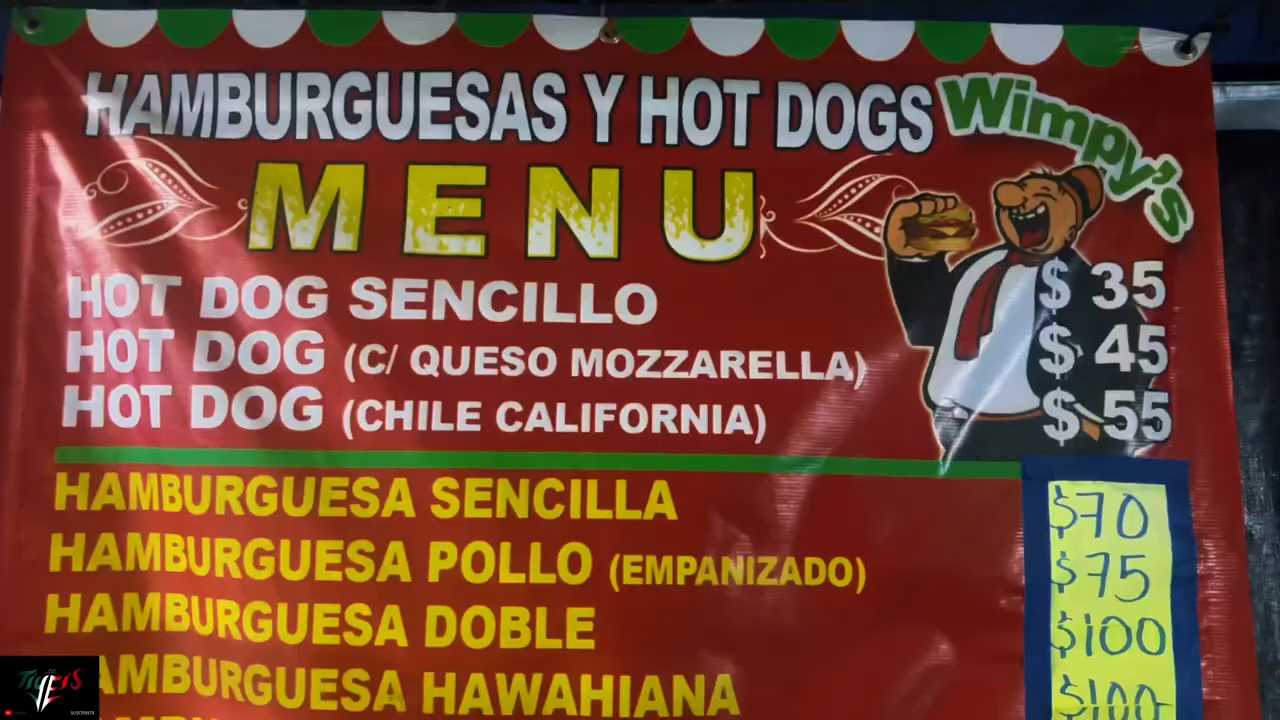 HAMBURGUESAS Y HOT DOGS
Wimpy's
MENU
HOT DOG SENCILLO $ 35
HOT DOG (C/ QUESO MOZZARELLA) $ 45
HOT DOG (CHILE CALIFORNIA) $ 55
HAMBURGUESA SENCILLA $70
HAMBURGUESA POLLO (EMPANIZADO) $75
HAMBURGUESA DOBLE $100
HAMBURGUESA HAWAHIANA $100